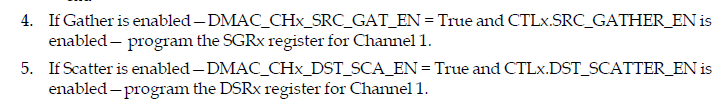 4. If Gather is enabled – DMAC_CHx_SRC_GAT_EN = True and CTLx.SRC_GATHER_EN is
enabled – program the SGRx register for Channel 1.
5. If Scatter is enabled – DMAC_CHx_DST_SCA_EN = True and CTLx.DST_SCATTER_EN is
enabled – program the DSRx register for Channel 1.